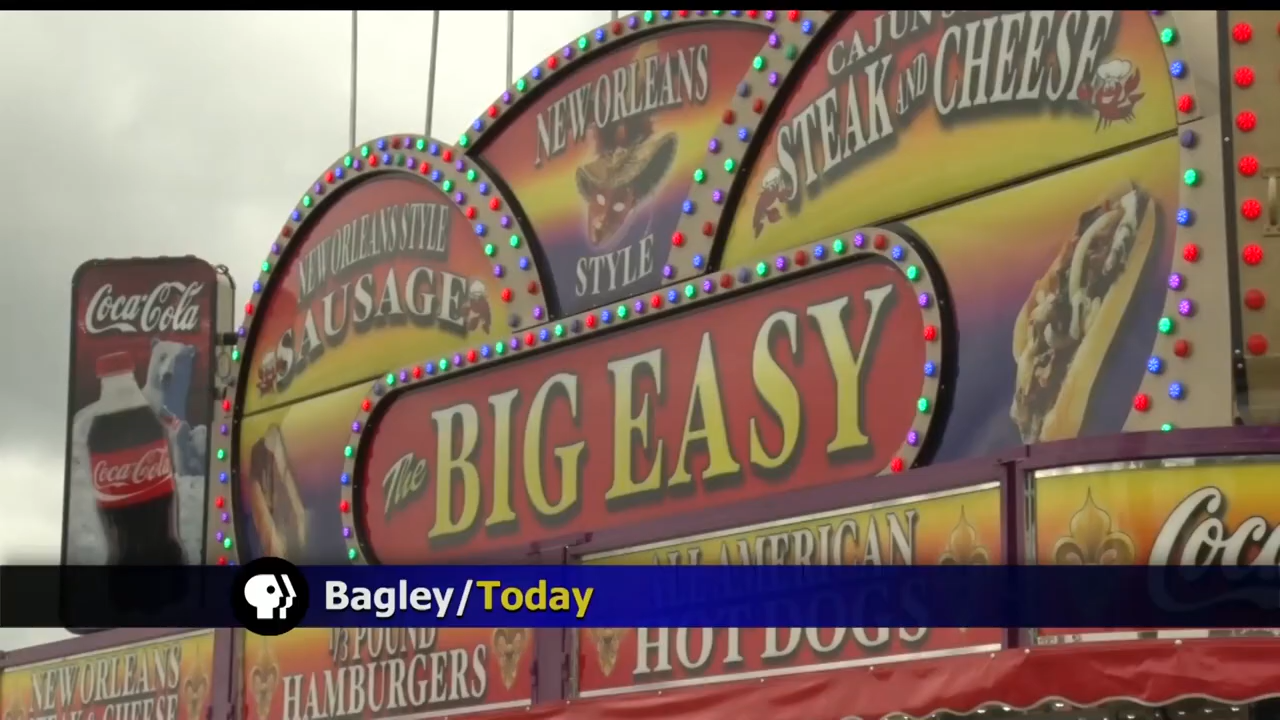 Coca-Cola
Coca-Cola
NEW ORLEANS STYLE
SAUSAGE
NEW ORLEANS
STYLE
CAJUN
STEAK AND CHEESE
The BIG EASY
ALL AMERICAN
HOT DOGS
Coca
Bagley/Today
NEW ORLEANS
STEAK & CHEESE
1/3 POUND
HAMBURGERS